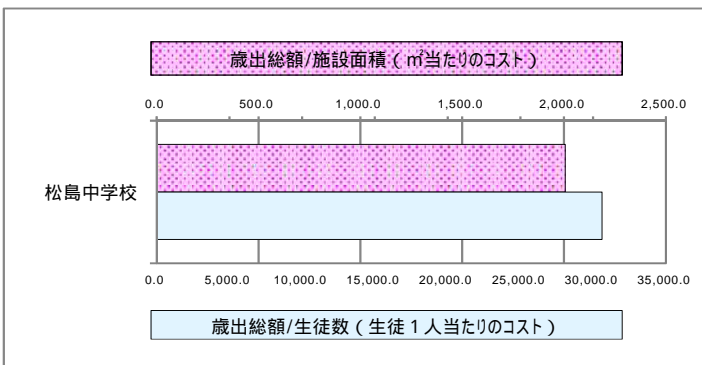 歳出総額/施設面積(㎡当たりのコスト)
0.0 500.0 1,000.0 1,500.0 2,000.0 2,500.0
松島中学校
0.0 5,000.0 10,000.0 15,000.0 20,000.0 25,000.0 30,000.0 35,000.0
歳出総額/生徒数(生徒1人当たりのコスト)